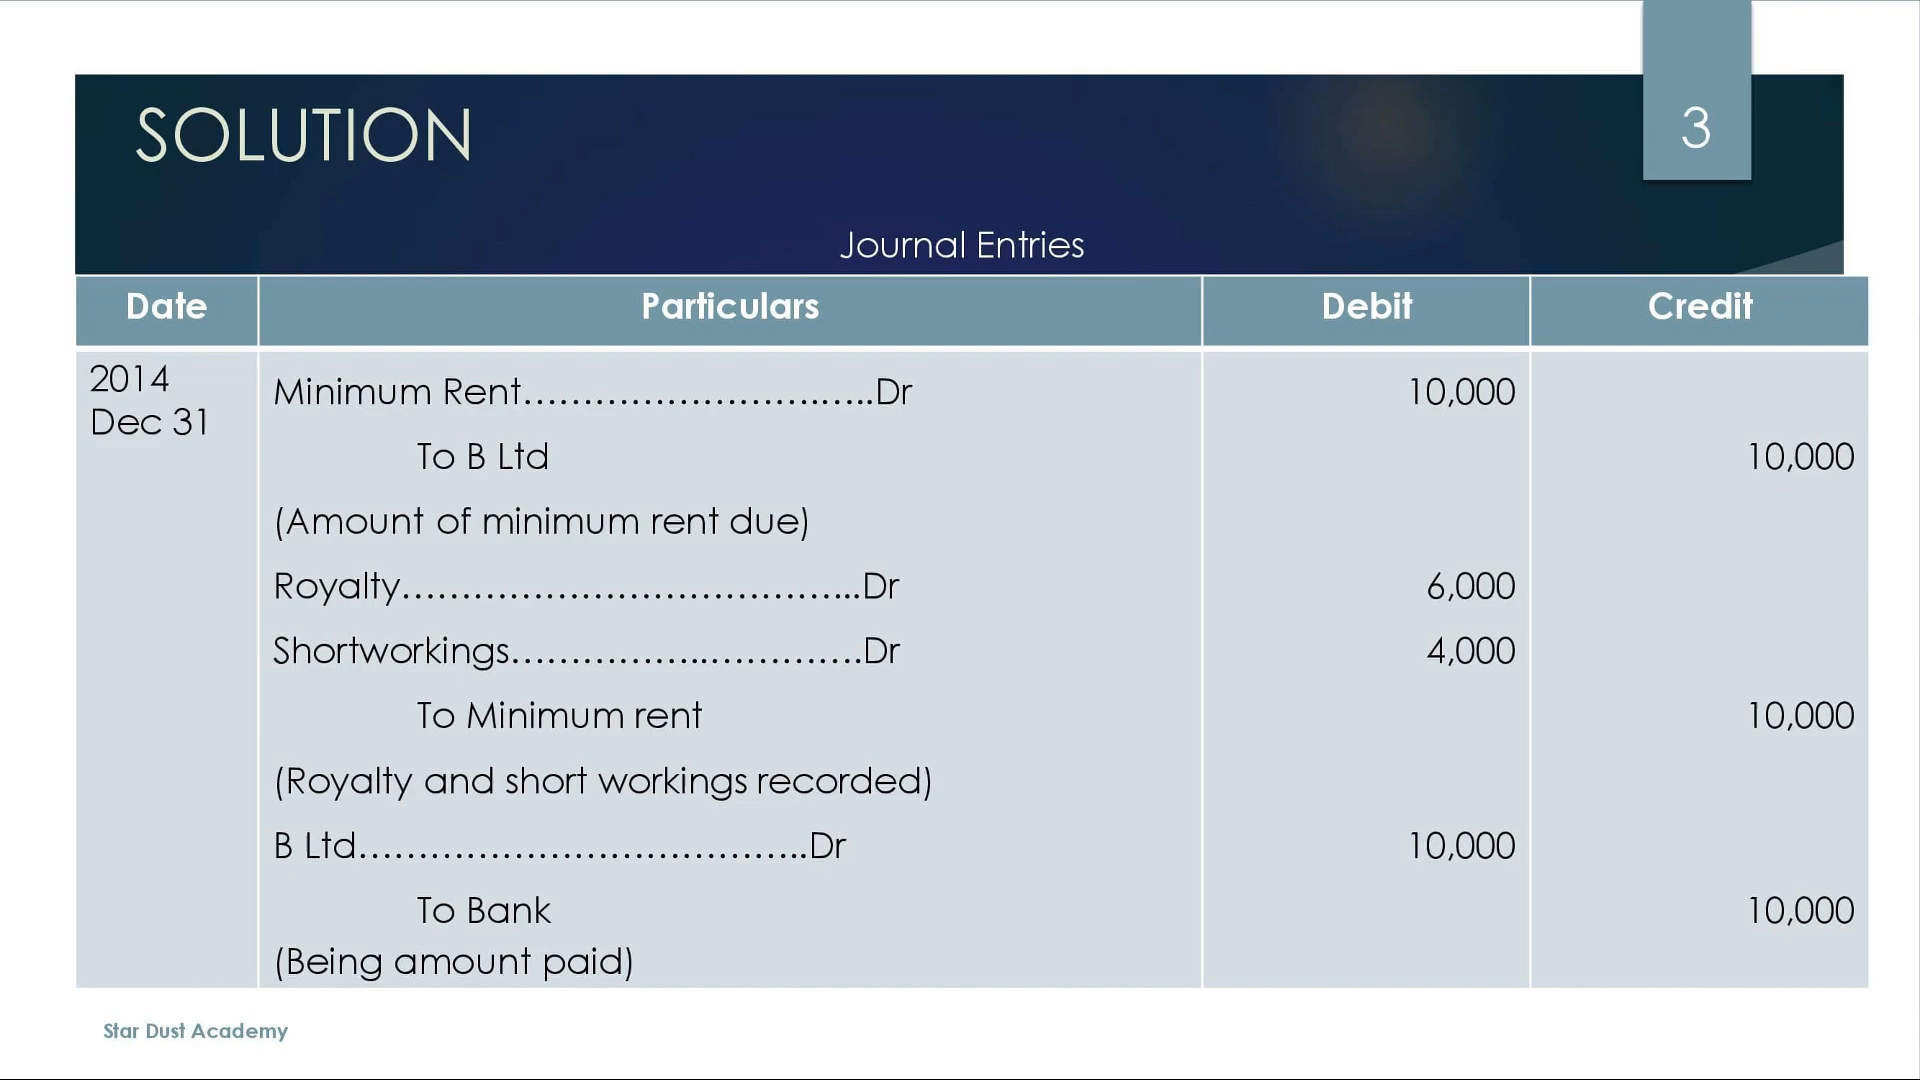 SOLUTION
3
Journal Entries
Date Particulars Debit Credit
2014
Dec 31
Minimum Rent…………………….…..Dr 10,000
To B Ltd 10,000
(Amount of minimum rent due)
Royalty………………………………...Dr 6,000
Shortworkings……………..………….Dr 4,000
To Minimum rent 10,000
(Royalty and short workings recorded)
B Ltd………………………………..Dr 10,000
To Bank 10,000
(Being amount paid)
Star Dust Academy